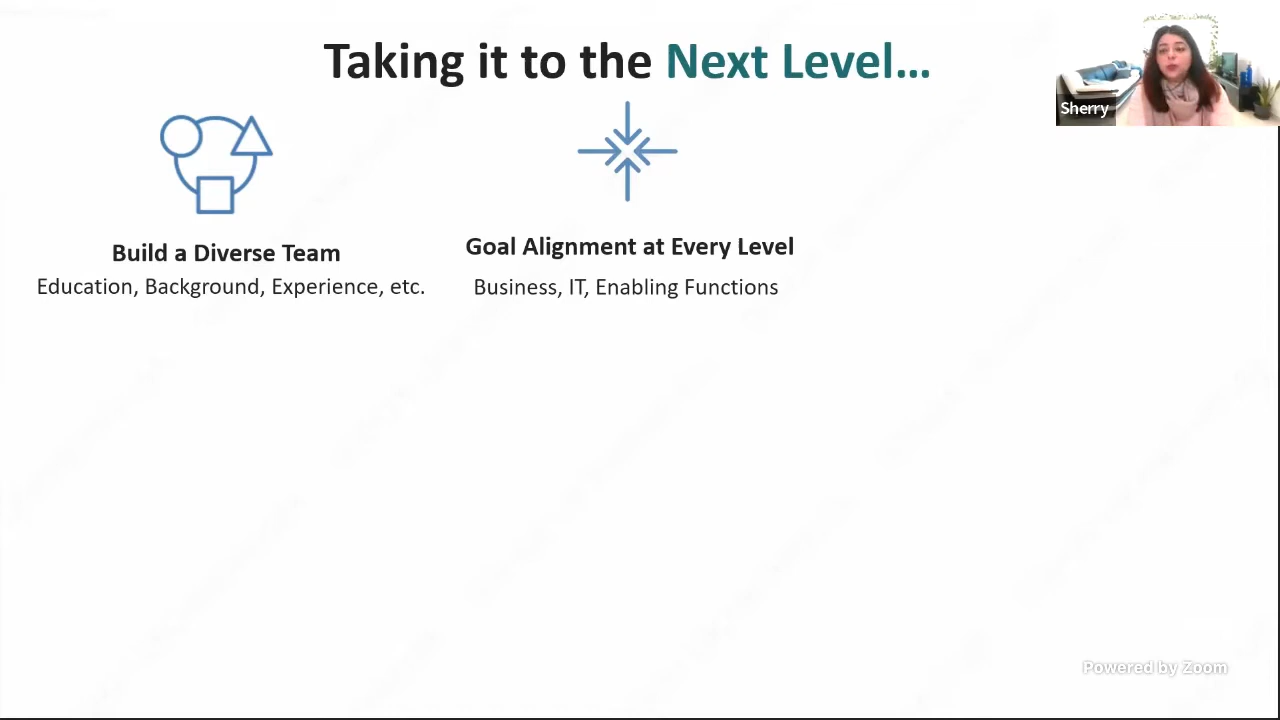 Taking it to the Next Level...
Sherry
Build a Diverse Team
Education, Background, Experience, etc.
Goal Alignment at Every Level
Business, IT, Enabling Functions
Powered by Zoom